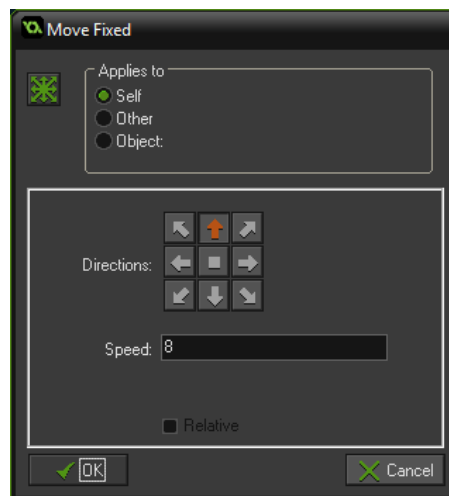 Move Fixed
Applies to
Self
Other
Object:
Directions:
Speed: 8
Relative
OK
Cancel